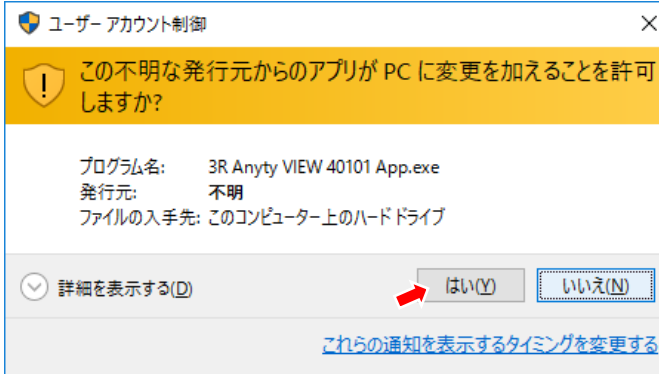 ユーザー アカウント制御
この不明な発行元からのアプリが PC に変更を加えることを許可
しますか?
プログラム名: 3R Anyty VIEW 40101 App.exe
発行元: 不明
ファイルの入手先: このコンピューター上のハード ドライブ
詳細を表示する(D)
はい(Y) いいえ(N)
これらの通知を表示するタイミングを変更する